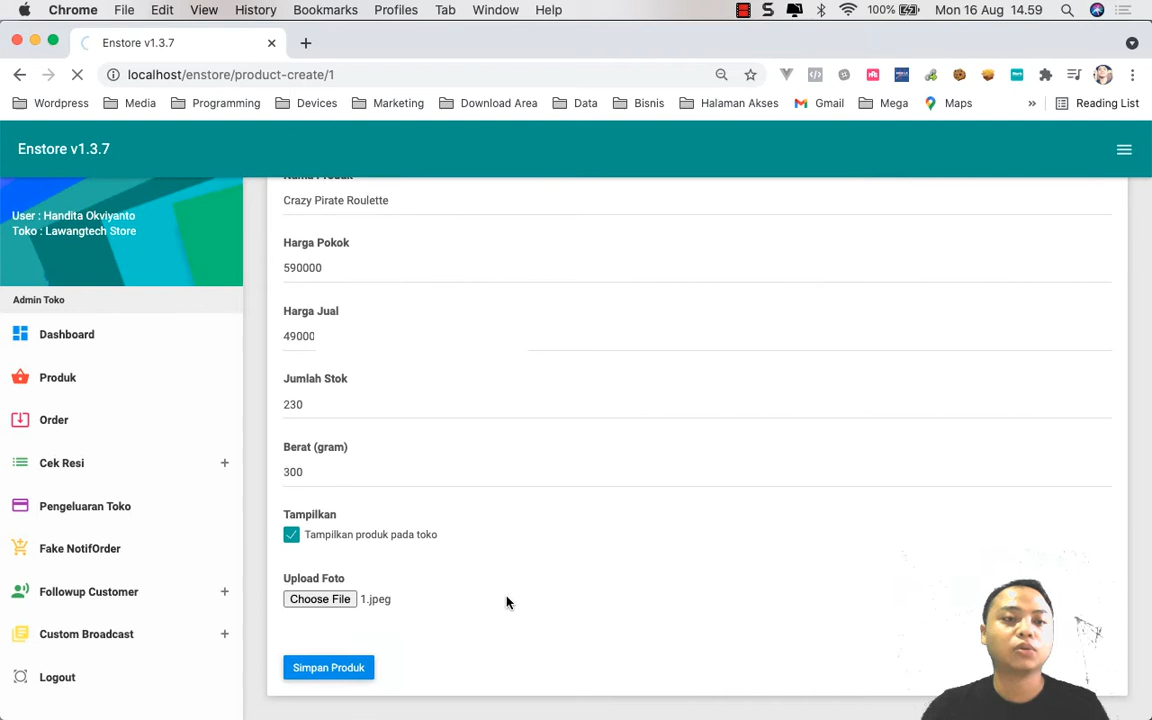 Chrome File Edit View History Bookmarks Profiles Tab Window Help 100% Mon 16 Aug 14.59
Enstore v1.3.7
localhost/enstore/product-create/1
Wordpress Media Programming Devices Marketing Download Area Data Bisnis Halaman Akses Gmail Mega Maps » Reading List
Enstore v1.3.7
User : Handita Okviyanto
Toko : Lawangtech Store
Admin Toko
Dashboard
Produk
Order
Cek Resi +
Pengeluaran Toko
Fake NotifOrder
Followup Customer +
Custom Broadcast +
Logout
Nama Produk
Crazy Pirate Roulette
Harga Pokok
590000
Harga Jual
49000
Jumlah Stok
230
Berat (gram)
300
Tampilkan
Tampilkan produk pada toko
Upload Foto
Choose File 1.jpeg
Simpan Produk